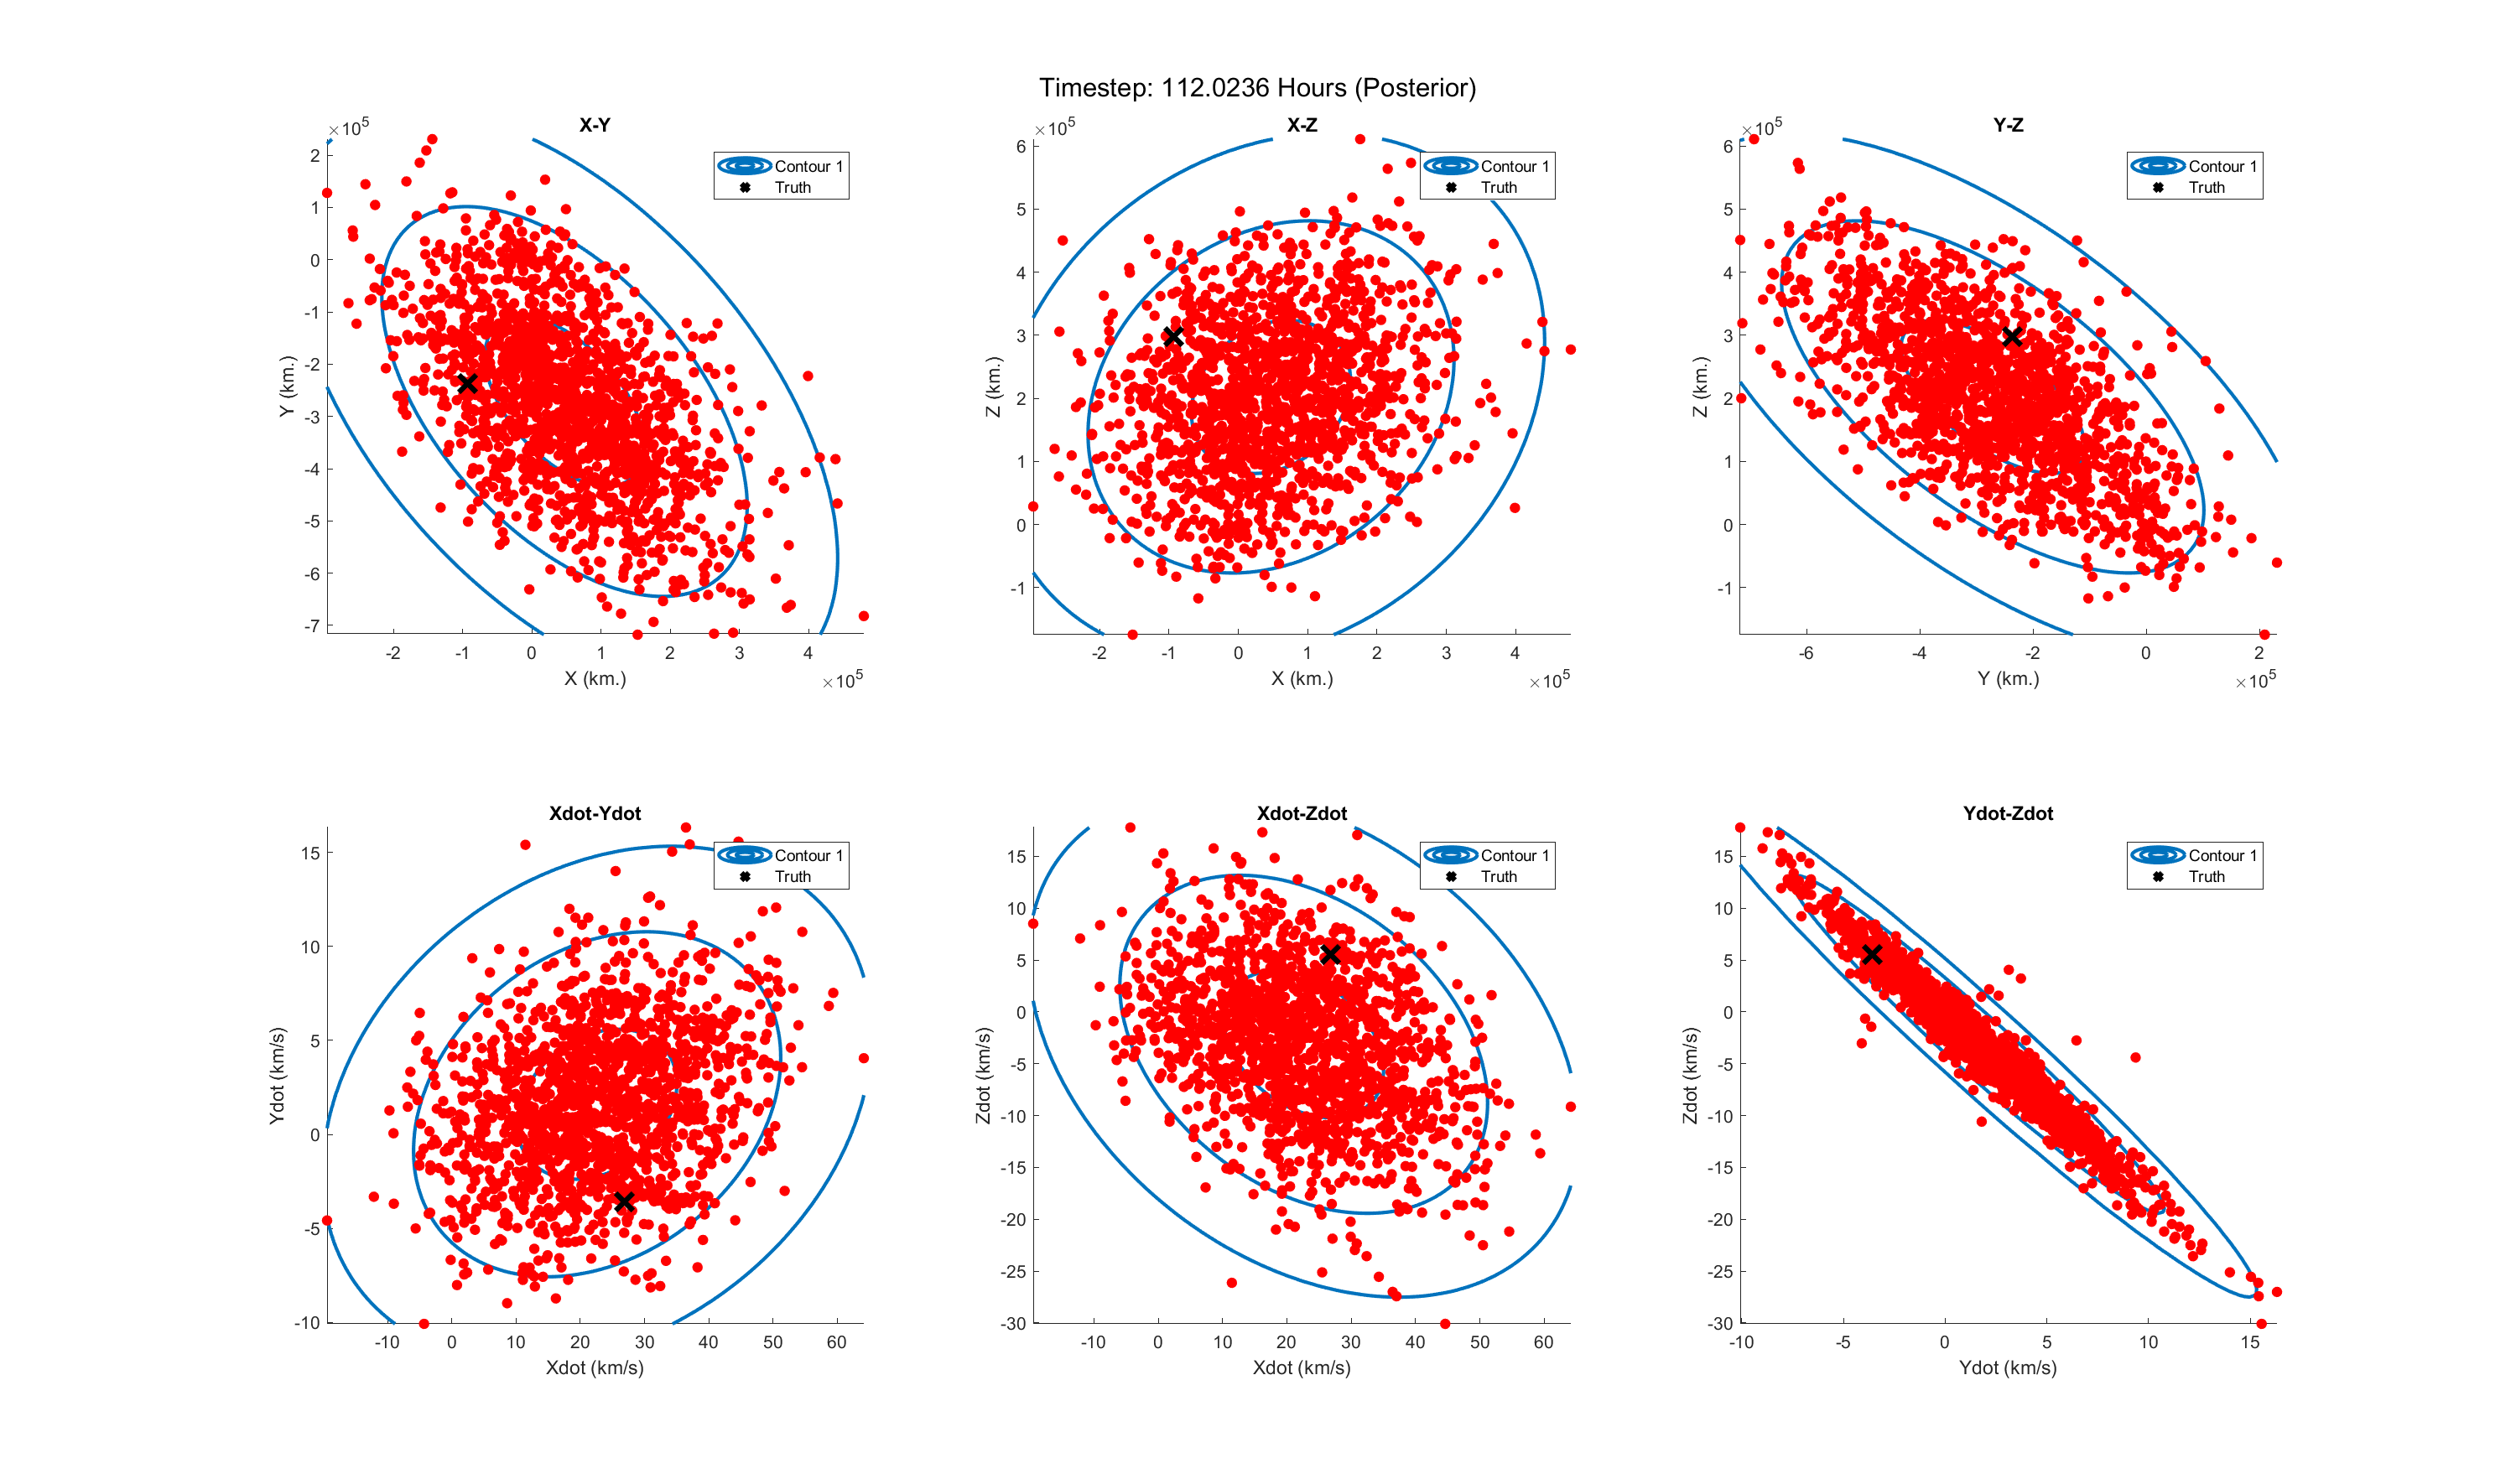 Timestep: 112.0236 Hours (Posterior)
X-Y
×10^5
2
1
0
-1
-2
-3
-4
-5
-6
-7
Y (km.)
-2 -1 0 1 2 3 4
X (km.)
×10^5
Contour 1
Truth
X-Z
×10^5
6
5
4
3
2
1
0
-1
Z (km.)
-2 -1 0 1 2 3 4
X (km.)
×10^5
Contour 1
Truth
Y-Z
×10^5
6
5
4
3
2
1
0
-1
Z (km.)
-6 -4 -2 0 2
Y (km.)
×10^5
Contour 1
Truth
Xdot-Ydot
15
10
5
0
-5
-10
Ydot (km/s)
-10 0 10 20 30 40 50 60
Xdot (km/s)
Contour 1
Truth
Xdot-Zdot
15
10
5
0
-5
-10
-15
-20
-25
-30
Zdot (km/s)
-10 0 10 20 30 40 50 60
Xdot (km/s)
Contour 1
Truth
Ydot-Zdot
15
10
5
0
-5
-10
-15
-20
-25
-30
Zdot (km/s)
-10 -5 0 5 10 15
Ydot (km/s)
Contour 1
Truth